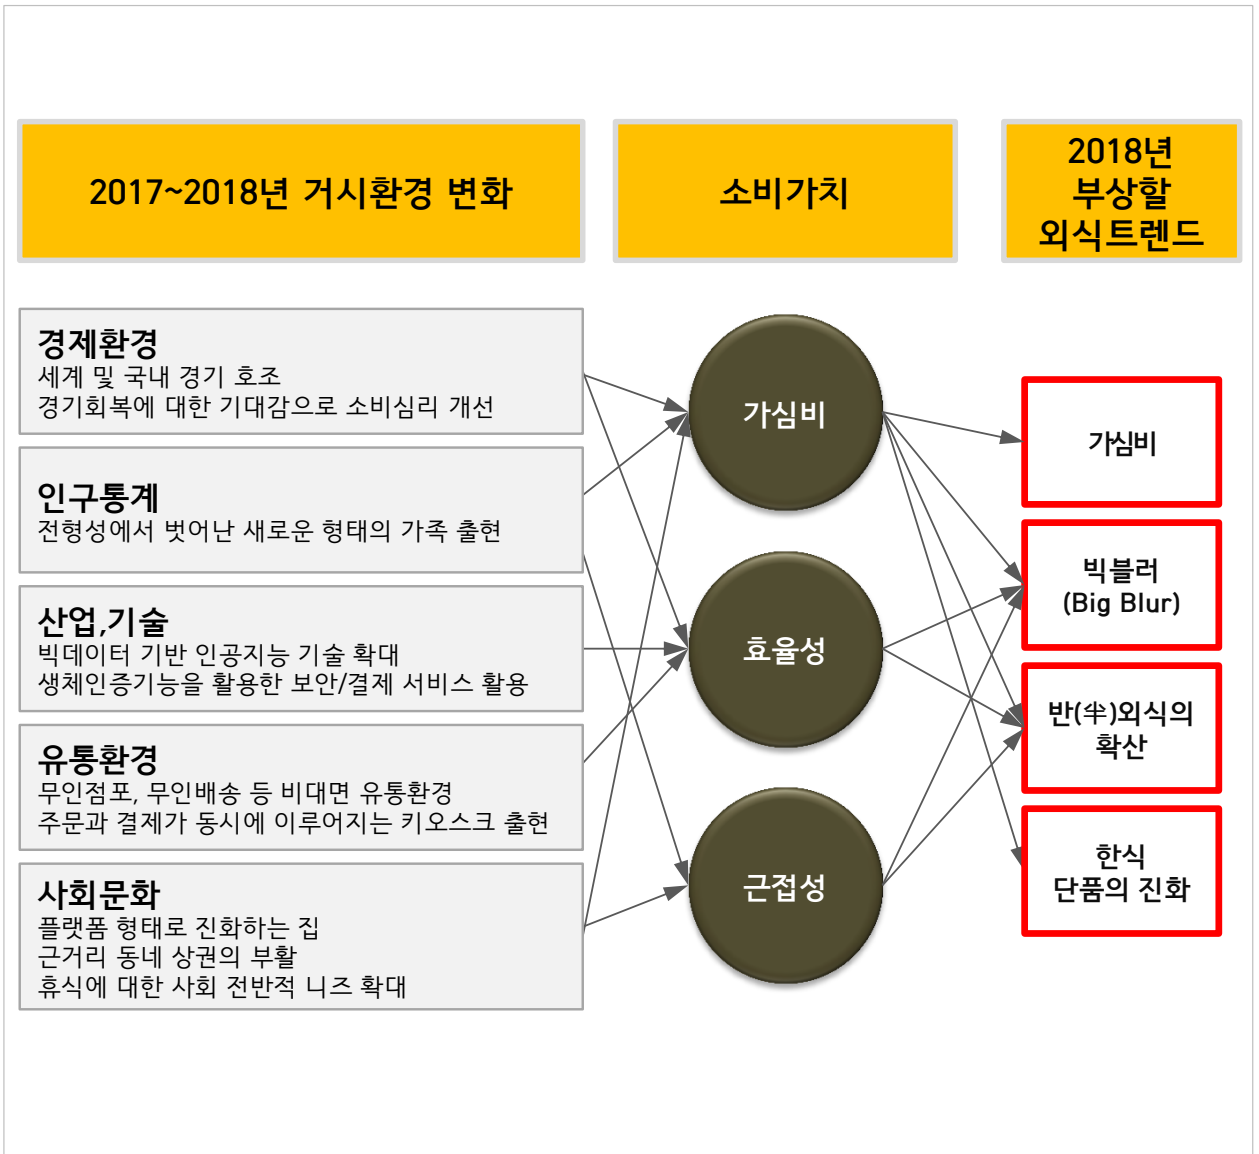 2017~2018년 거시환경 변화
소비가치
2018년
부상할
외식트렌드
경제환경
세계 및 국내 경기 호조
경기회복에 대한 기대감으로 소비심리 개선
인구통계
전형성에서 벗어난 새로운 형태의 가족 출현
산업,기술
빅데이터 기반 인공지능 기술 확대
생체인증기능을 활용한 보안/결제 서비스 활용
유통환경
무인점포, 무인배송 등 비대면 유통환경
주문과 결제가 동시에 이루어지는 키오스크 출현
사회문화
플랫폼 형태로 진화하는 집
근거리 동네 상권의 부활
휴식에 대한 사회 전반적 니즈 확대
가심비
효율성
근접성
가심비
빅블러
(Big Blur)
반(半)외식의
확산
한식
단품의 진화